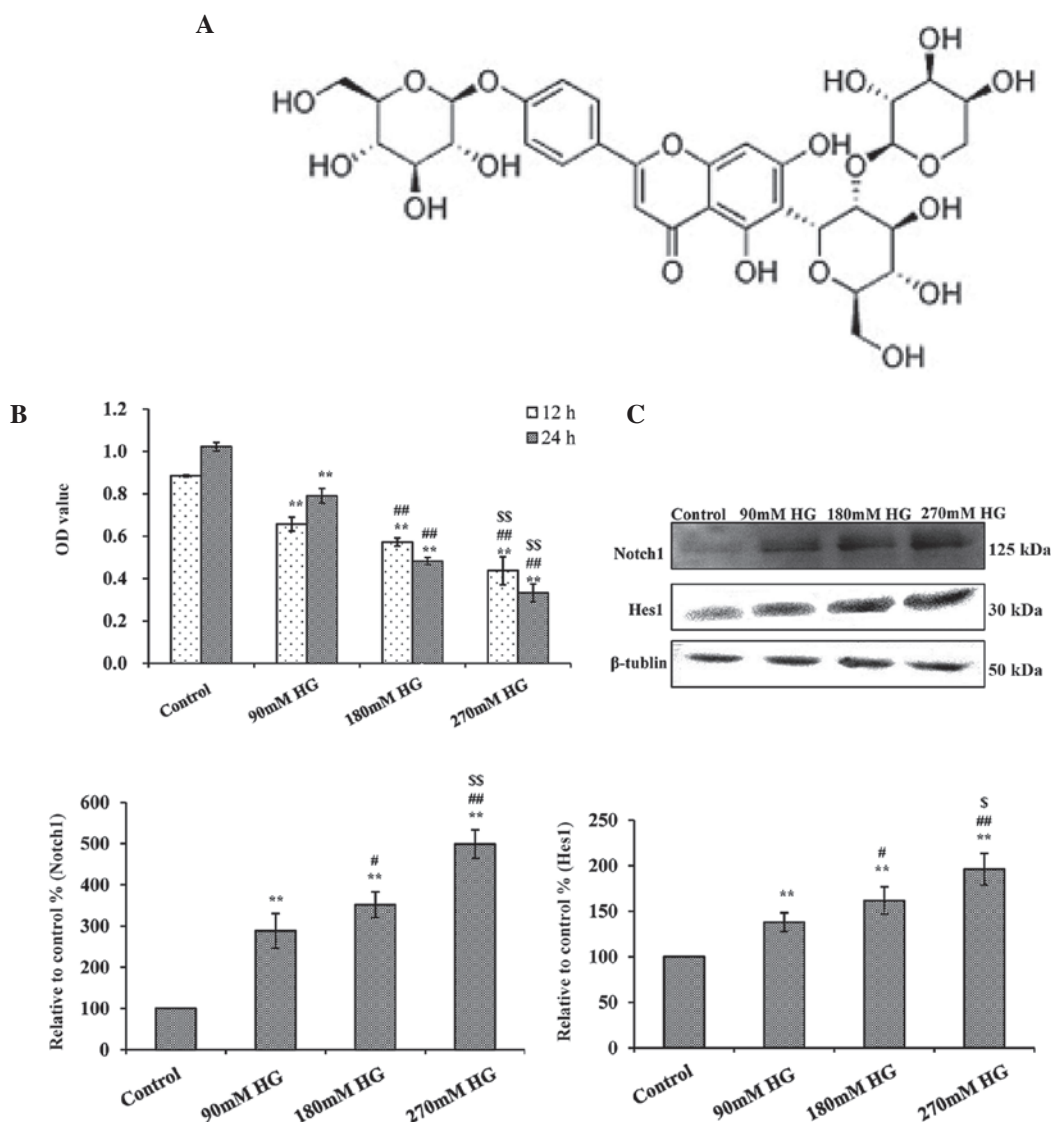 A
HO
O
O
HO
OH
OH
OH
O
O
OH
OH
O
O
OH
HO
OH
OH
O
OH
O
OH
OH
B
1.2
1.0
0.8
0.6
0.4
0.2
0.0
OD value
12 h
24 h
**
**
##
**
##
**
$$
##
**
$$
##
**
Control
90mM HG
180mM HG
270mM HG
C
Control 90mM HG 180mM HG 270mM HG
Notch1 125 kDa
Hes1 30 kDa
β-tublin 50 kDa
Relative to control % (Notch1)
600
500
400
300
200
100
0
**
#
**
$$
##
**
Control
90mM HG
180mM HG
270mM HG
Relative to control % (Hes1)
250
200
150
100
50
0
**
#
**
$
##
**
Control
90mM HG
180mM HG
270mM HG